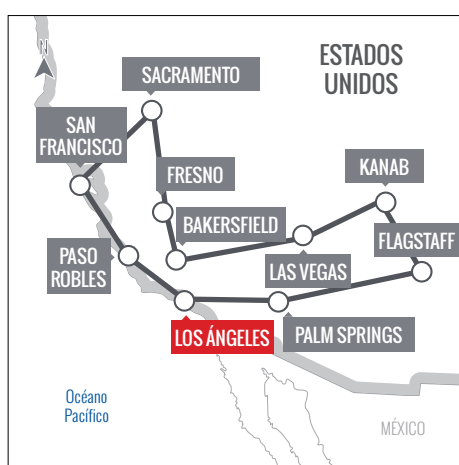 N
ESTADOS
UNIDOS
SACRAMENTO
SAN
FRANCISCO
FRESNO
KANAB
BAKERSFIELD
FLAGSTAFF
PASO
ROBLES
LAS VEGAS
LOS ÁNGELES
PALM SPRINGS
Océano
Pacífico
MÉXICO